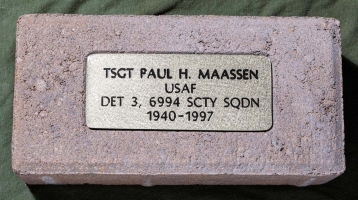 TSGT PAUL H. MAASSEN
USAF
DET 3, 6994 SCTY SQDN
1940-1997